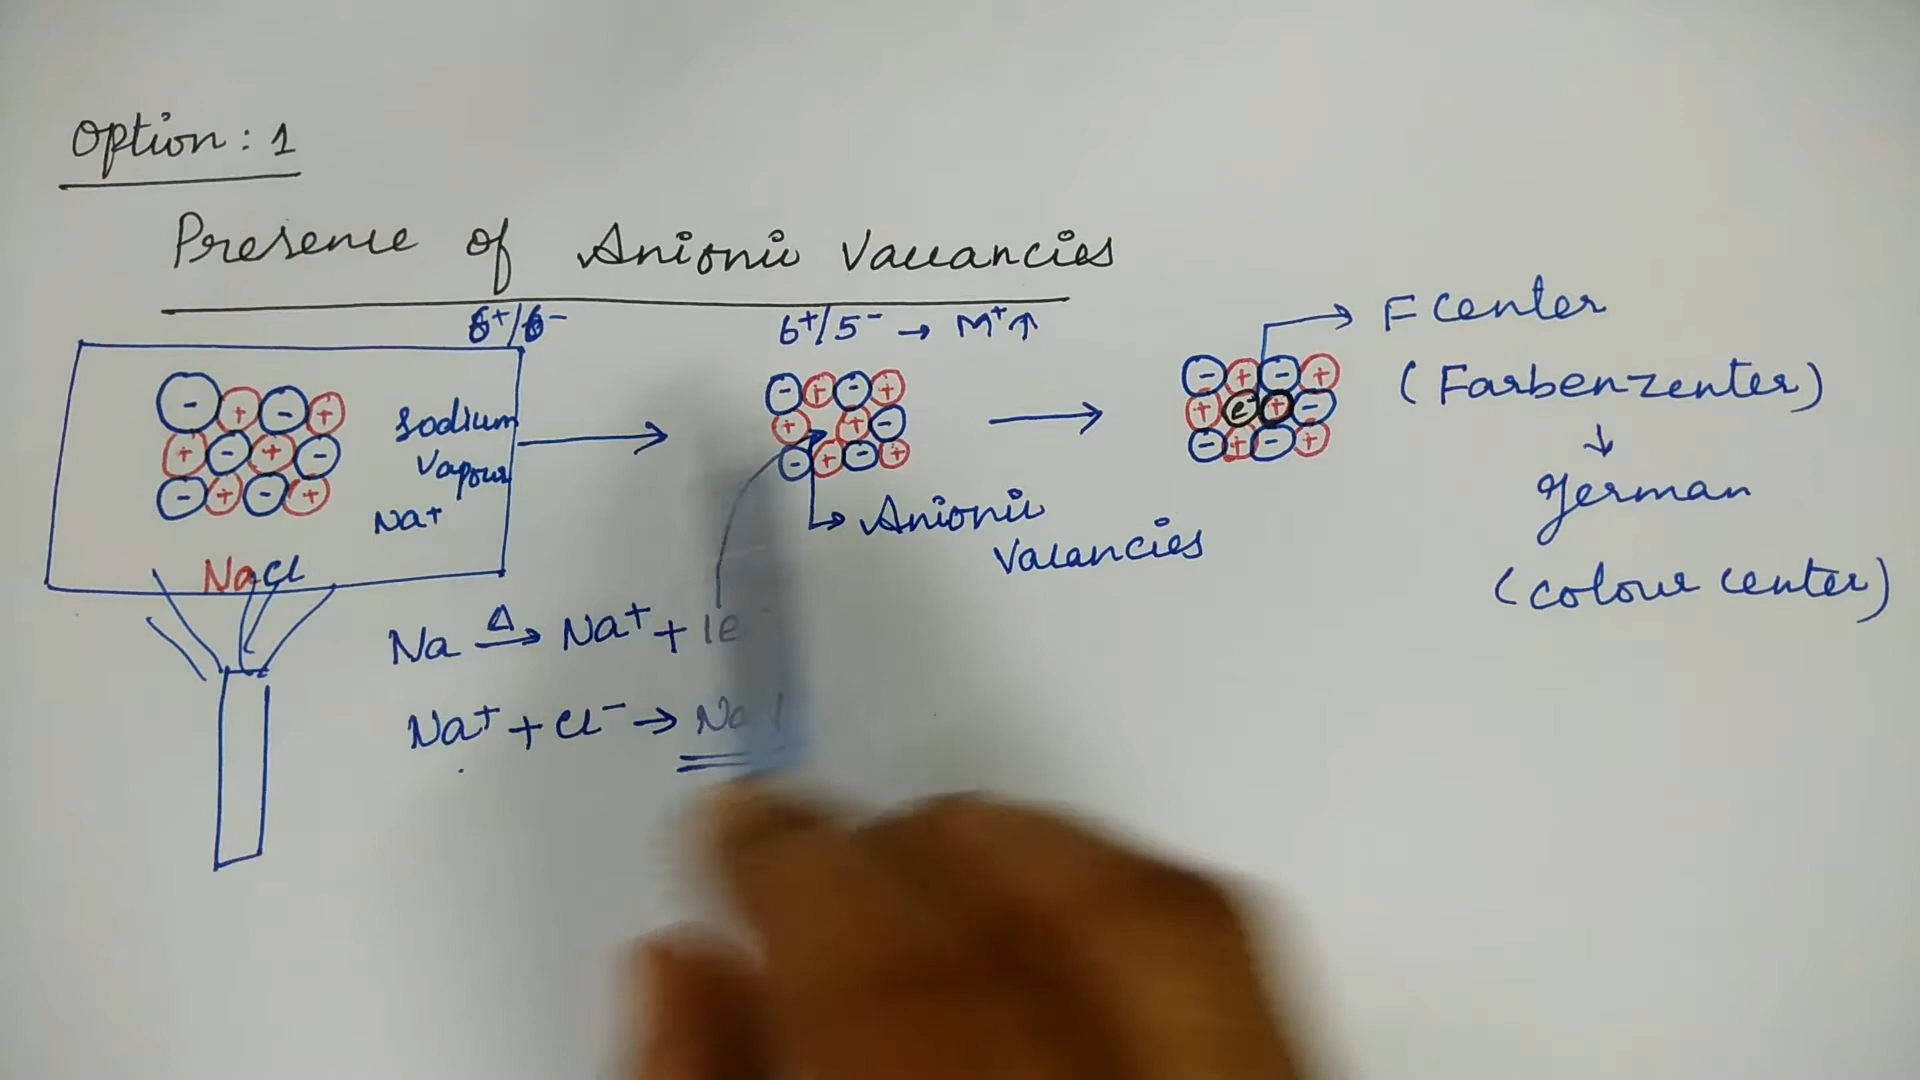 Option : 1
Presence of Anionic Vacancies
6+/6-
6+/5- → M+↑
F Center
(Farbenzenter)
↓
German
(colour center)
Sodium
Vapour
Na+
NaCl
Anionic
Vacancies
e-
Na Δ→ Na+ + 1e
Na+ + Cl- →